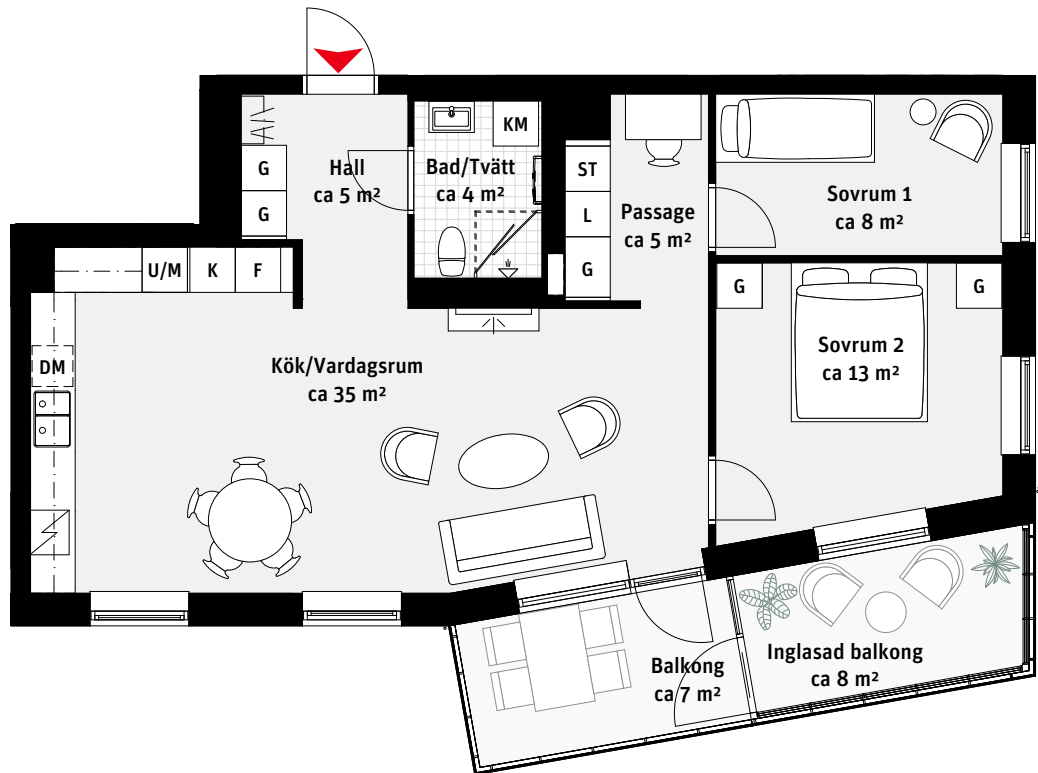 KM
G
Hall
ca 5 m²
Bad/Tvätt
ca 4 m²
ST
Sovrum 1
ca 8 m²
G
L
Passage
ca 5 m²
U/M
K
F
G
G
G
Sovrum 2
ca 13 m²
DM
Kök/Vardagsrum
ca 35 m²
Balkong
ca 7 m²
Inglasad balkong
ca 8 m²